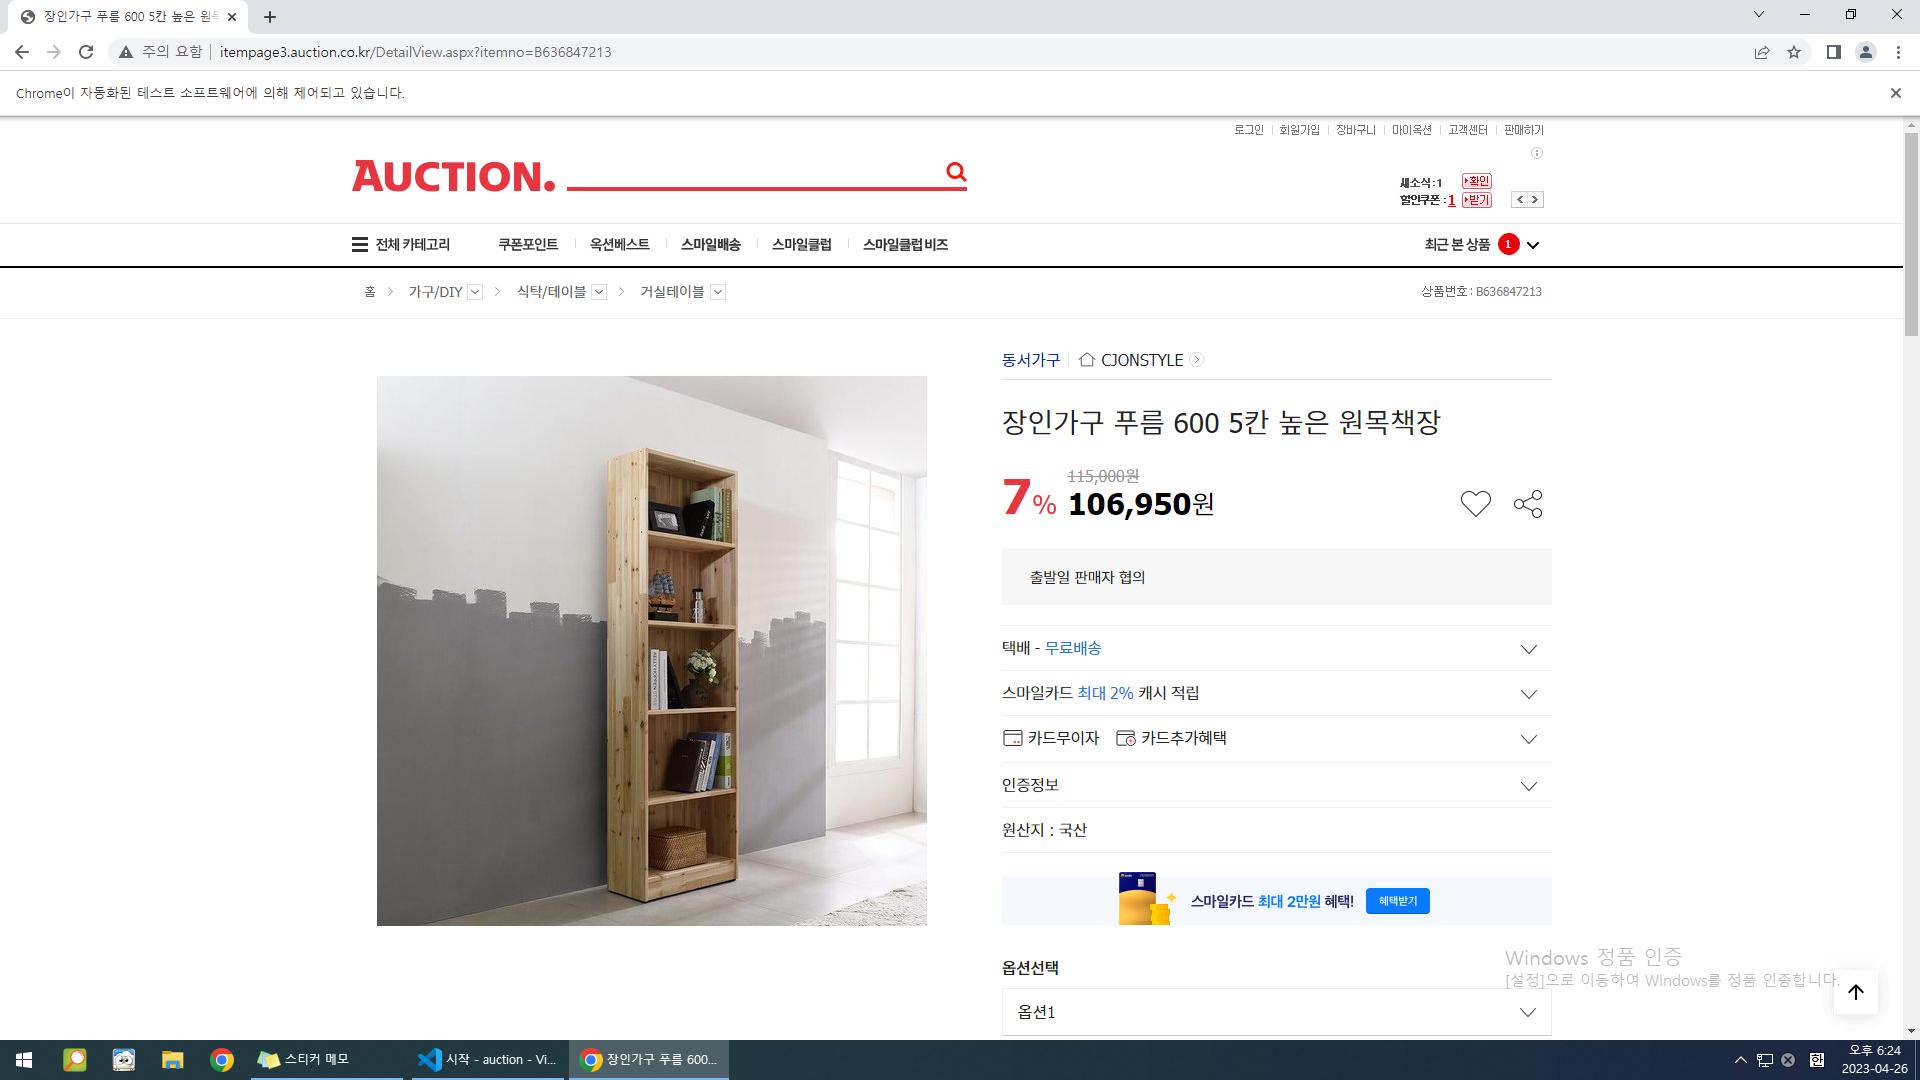 장인가구 푸름 600 5칸 높은 원목
주의 요함
itempage3.auction.co.kr/DetailView.aspx?itemno=B636847213
Chrome이 자동화된 테스트 소프트웨어에 의해 제어되고 있습니다.
로그인 회원가입 장바구니 마이옥션 고객센터 판매하기
AUCTION.
새소식:1 확인
할인쿠폰 : 1 받기
전체 카테고리 쿠폰포인트 옥션베스트 스마일배송 스마일클럽 스마일클럽비즈 최근 본 상품 1
홈 > 가구/DIY > 식탁/테이블 > 거실테이블 상품번호 : B636847213
동서가구 CJONSTYLE
장인가구 푸름 600 5칸 높은 원목책장
115,000원
7% 106,950원
출발일 판매자 협의
택배 - 무료배송
스마일카드 최대 2% 캐시 적립
카드무이자 카드추가혜택
인증정보
원산지 : 국산
스마일카드 최대 2만원 혜택! 혜택받기
옵션선택
옵션1
Windows 정품 인증
[설정]으로 이동하여 Windows를 정품 인증합니다.
스티커 메모
시작 - auction - Vi...
장인가구 푸름 600...
한
오후 6:24
2023-04-26